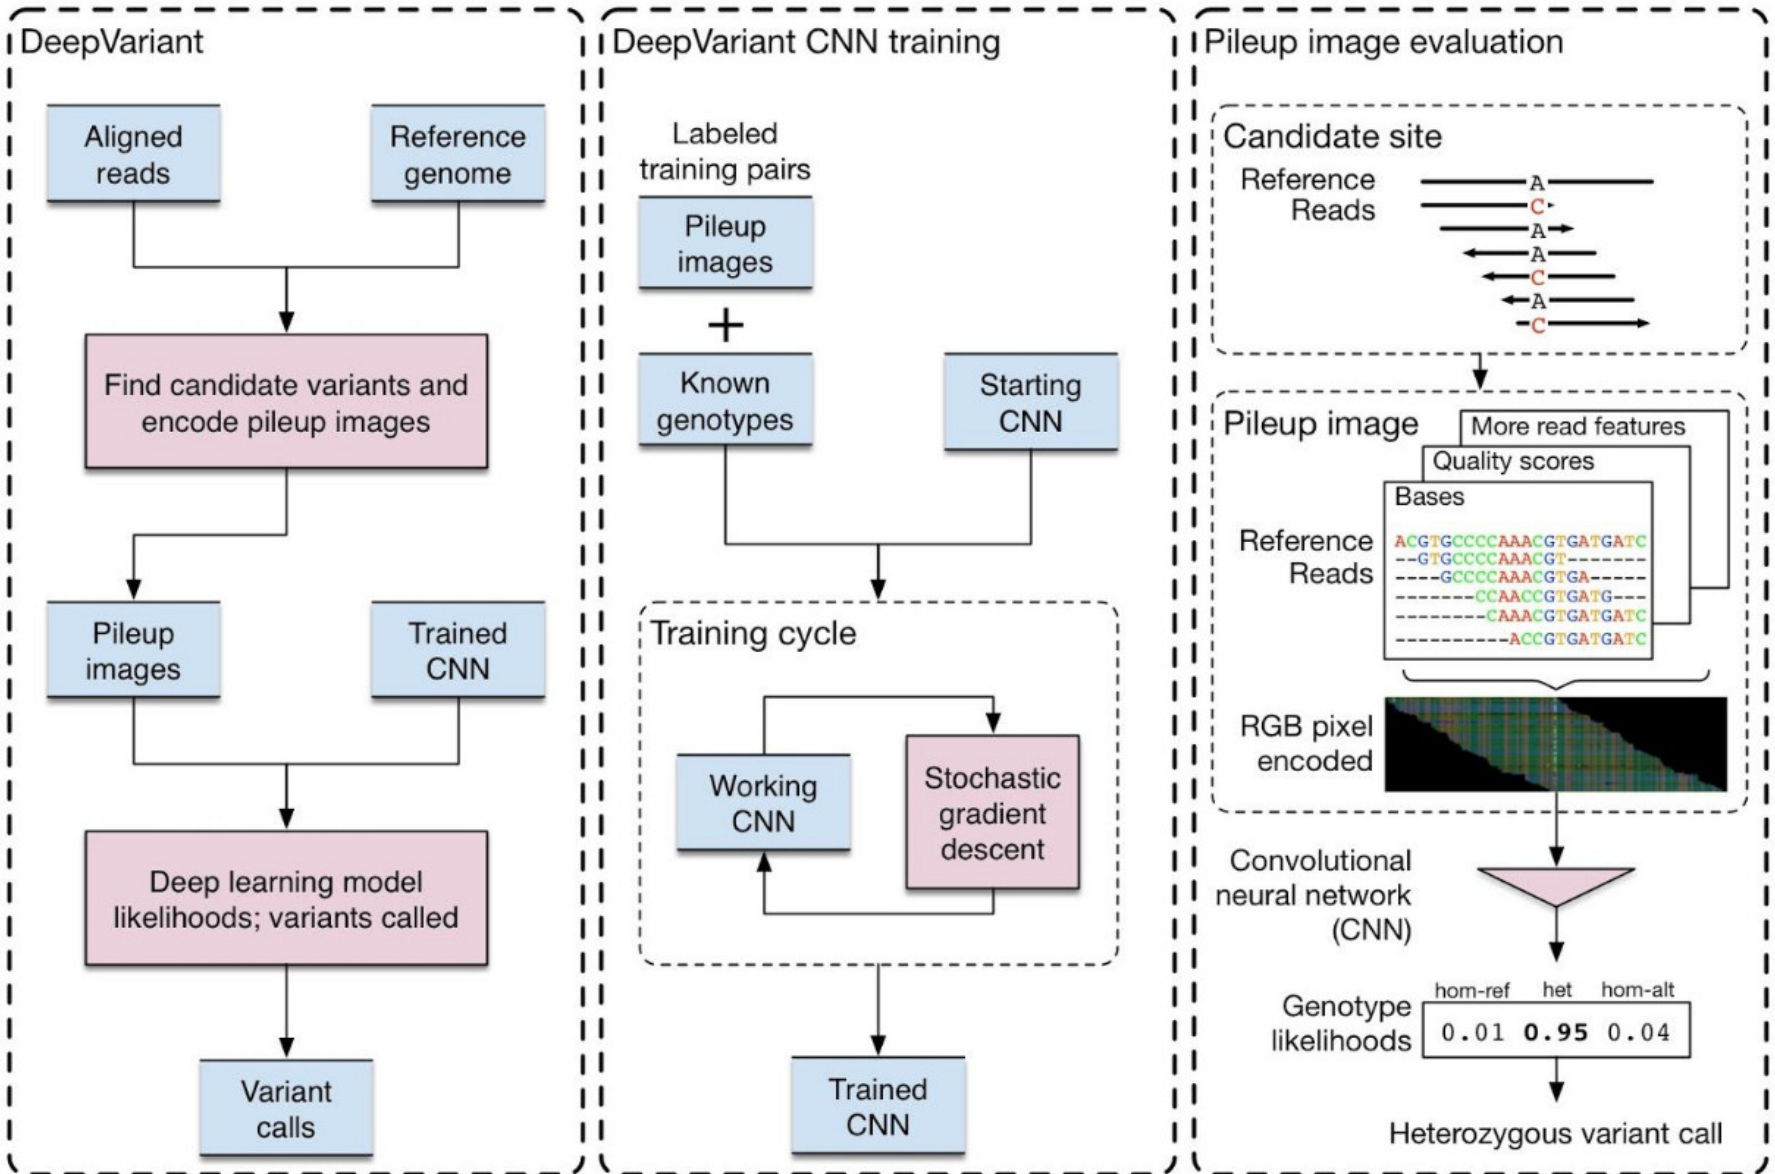 DeepVariant
Aligned
reads
Reference
genome
Find candidate variants and
encode pileup images
Pileup
images
Trained
CNN
Deep learning model
likelihoods; variants called
Variant
calls
DeepVariant CNN training
Labeled
training pairs
Pileup
images
+
Known
genotypes
Starting
CNN
Training cycle
Working
CNN
Stochastic
gradient
descent
Trained
CNN
Pileup image evaluation
Candidate site
Reference
Reads
A
C
A
A
C
A
C
Pileup image
More read features
Quality scores
Bases
Reference
Reads
ACGTGCCCCAAACGTGATGATC
--GTGCCCCAAACGT-------
----GCCCCAAACGTGA-----
-------CCAACCGTGATG---
--------CAAACGTGATGATC
----------ACCGTGATGATC
RGB pixel
encoded
Convolutional
neural network
(CNN)
Genotype
likelihoods
hom-ref het hom-alt
0.01 0.95 0.04
Heterozygous variant call